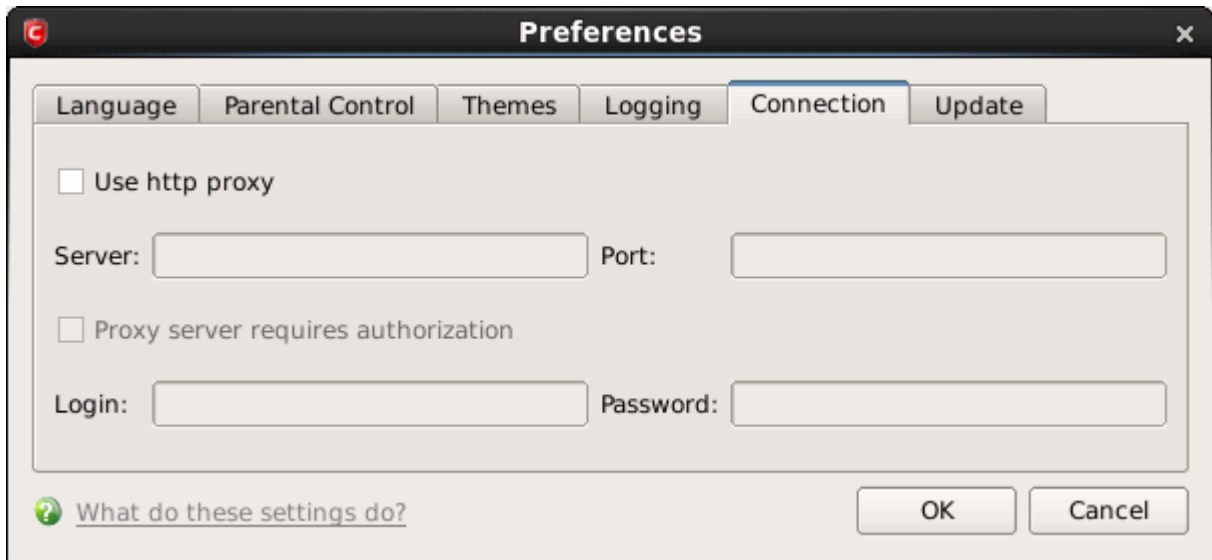 Preferences
Language Parental Control Themes Logging Connection Update
Use http proxy
Server: Port:
Proxy server requires authorization
Login: Password:
What do these settings do? OK Cancel